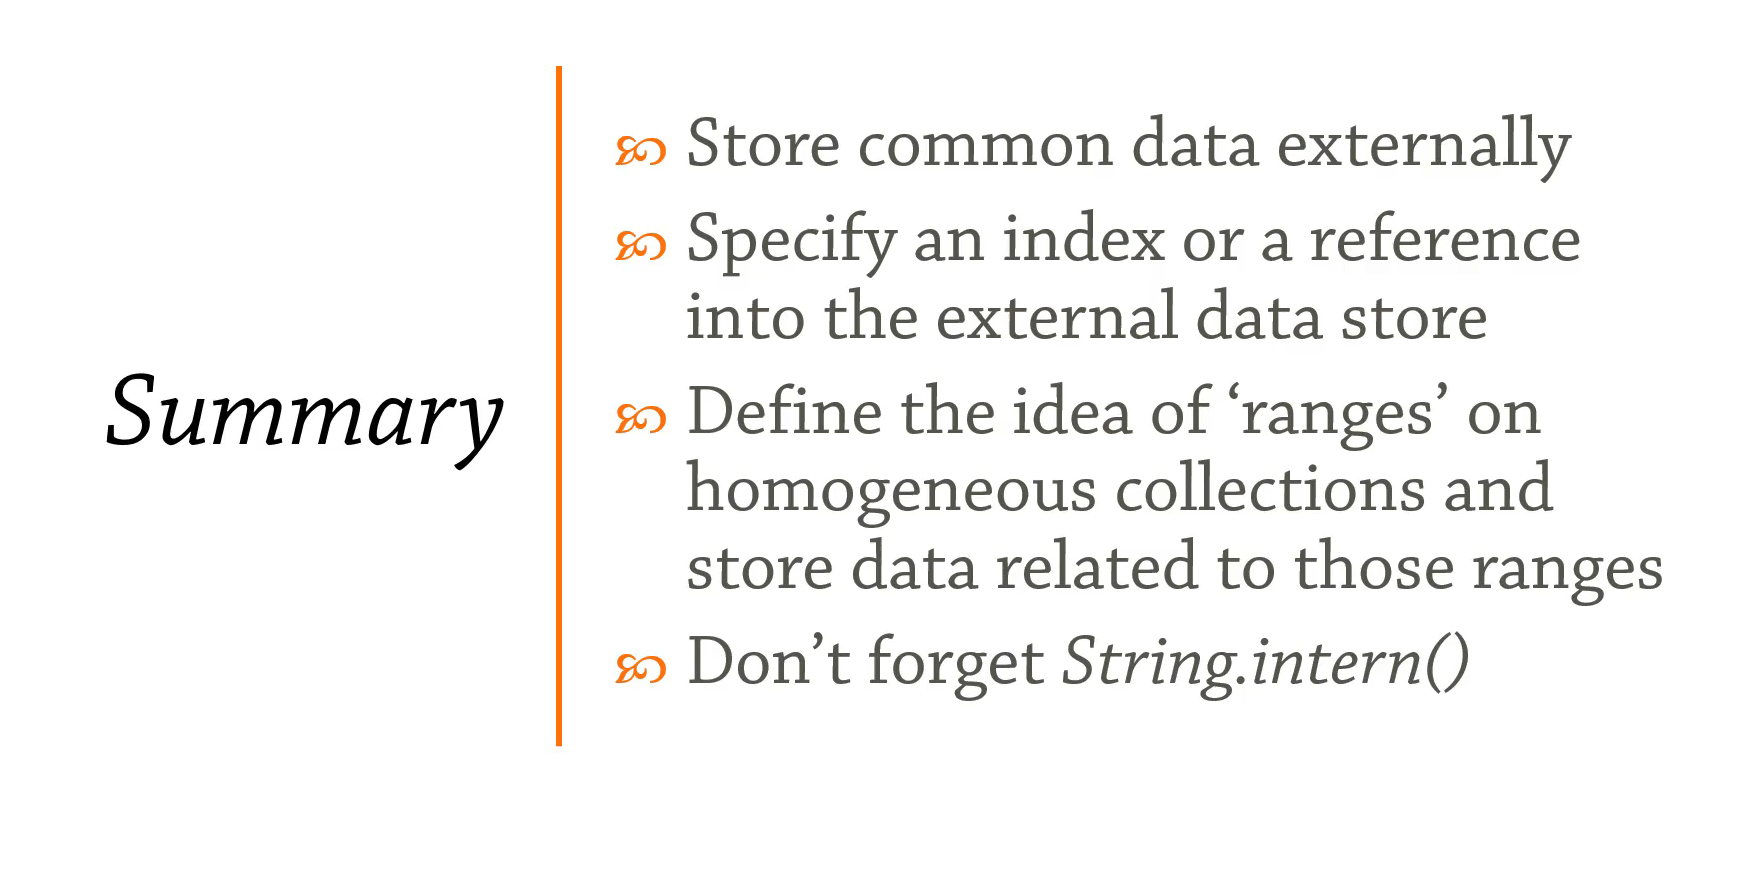 Summary
Store common data externally
Specify an index or a reference
into the external data store
Define the idea of ‘ranges’ on
homogeneous collections and
store data related to those ranges
Don’t forget String.intern()